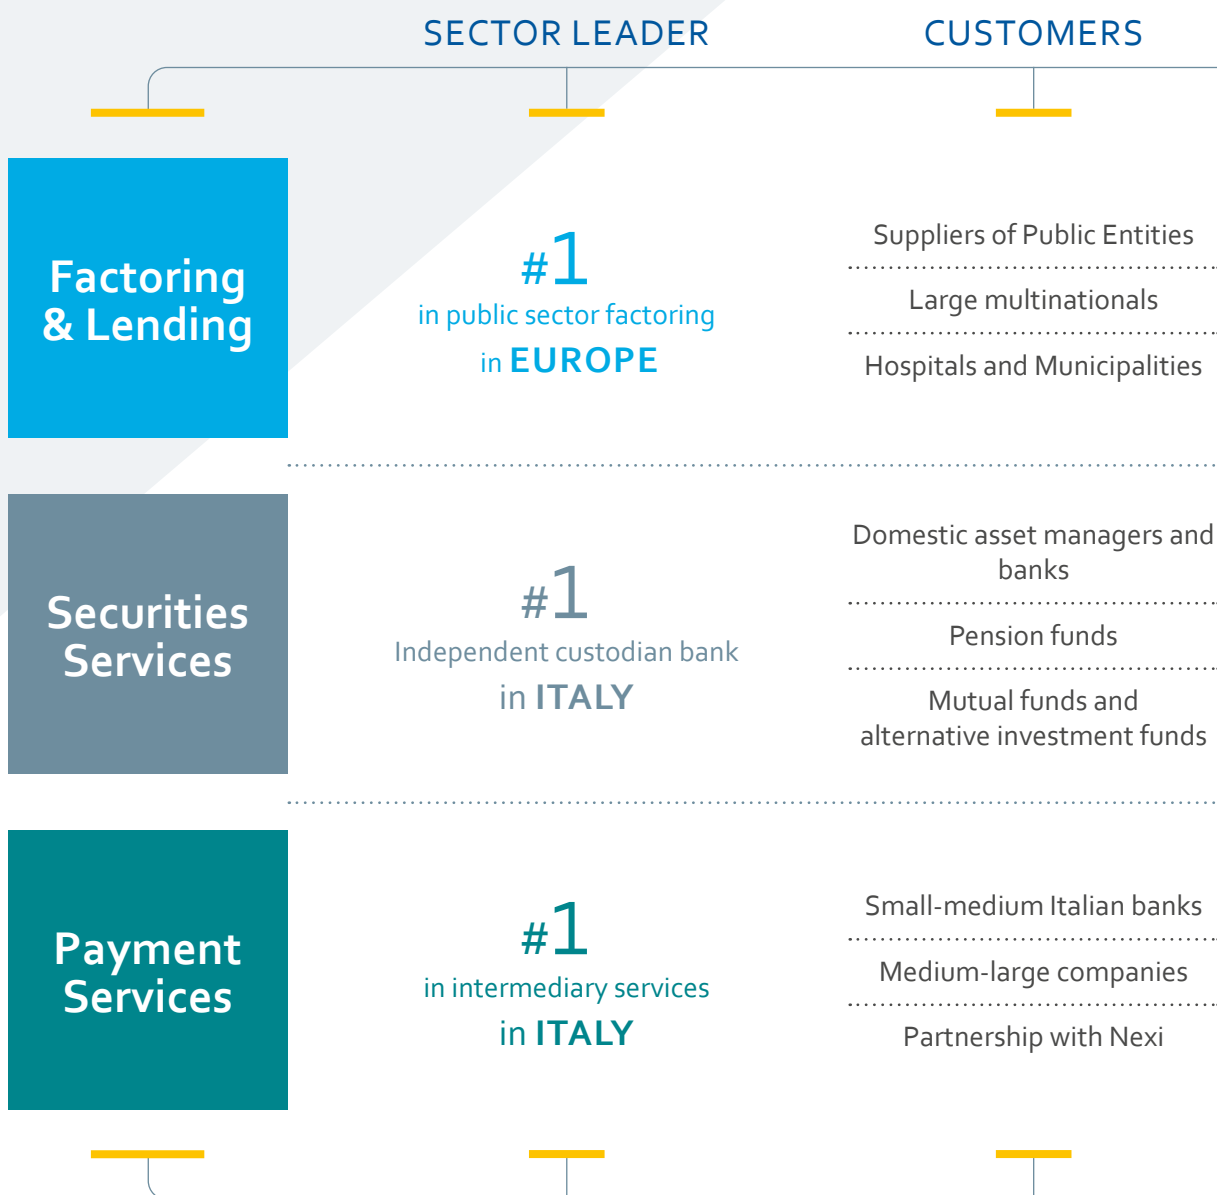 SECTOR LEADER
CUSTOMERS
Factoring
& Lending
#1
in public sector factoring
in EUROPE
Suppliers of Public Entities
Large multinationals
Hospitals and Municipalities
Securities
Services
#1
Independent custodian bank
in ITALY
Domestic asset managers and
banks
Pension funds
Mutual funds and
alternative investment funds
Payment
Services
#1
in intermediary services
in ITALY
Small-medium Italian banks
Medium-large companies
Partnership with Nexi